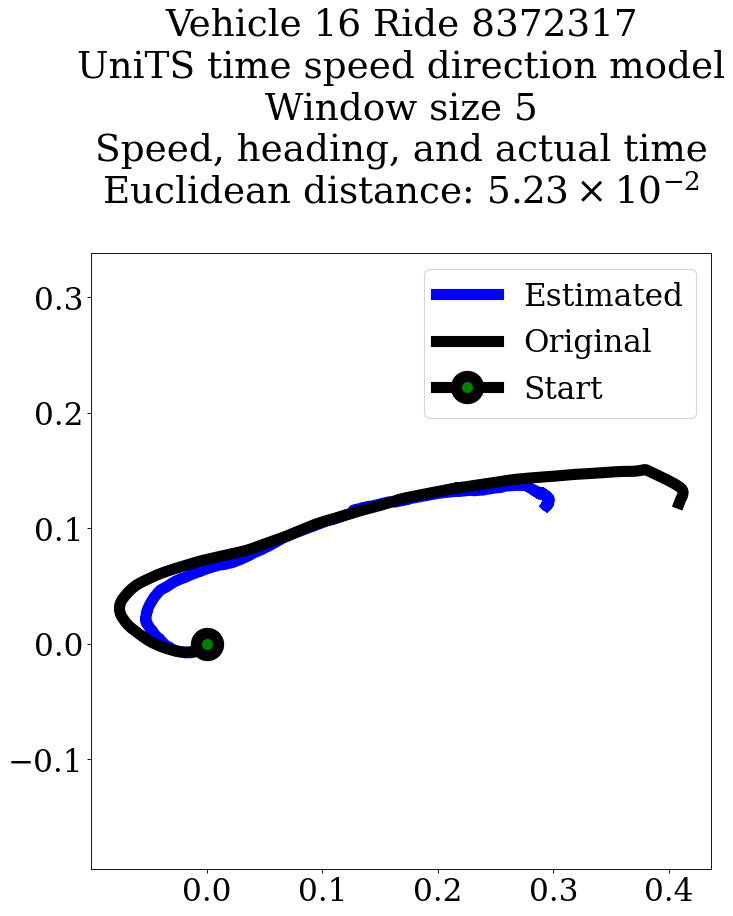 Vehicle 16 Ride 8372317
UniTS time speed direction model
Window size 5
Speed, heading, and actual time
Euclidean distance: 5.23 × 10⁻²
Estimated
Original
Start
0.3
0.2
0.1
0.0
−0.1
0.0 0.1 0.2 0.3 0.4